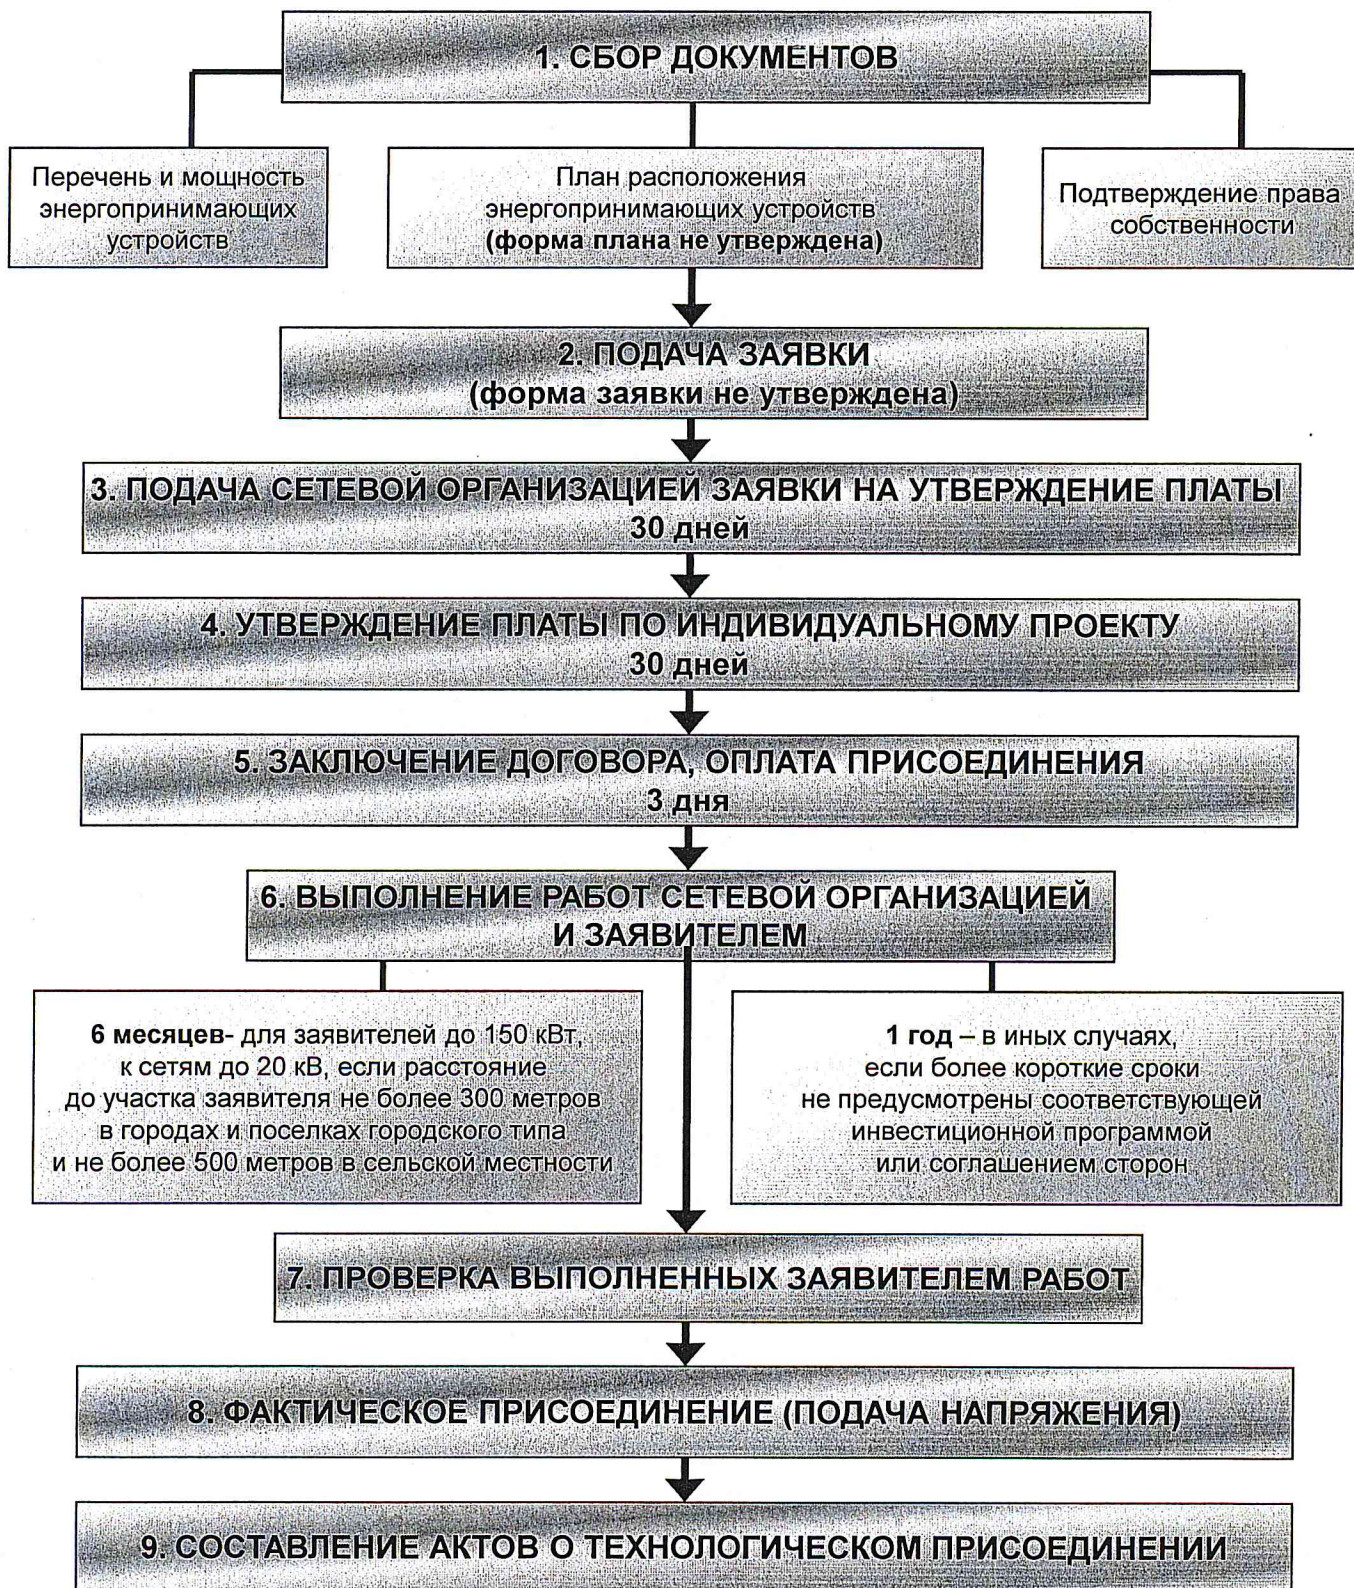 1. СБОР ДОКУМЕНТОВ
Перечень и мощность
энергопринимающих
устройств
План расположения
энергопринимающих устройств
(форма плана не утверждена)
Подтверждение права
собственности
2. ПОДАЧА ЗАЯВКИ
(форма заявки не утверждена)
3. ПОДАЧА СЕТЕВОЙ ОРГАНИЗАЦИЕЙ ЗАЯВКИ НА УТВЕРЖДЕНИЕ ПЛАТЫ
30 дней
4. УТВЕРЖДЕНИЕ ПЛАТЫ ПО ИНДИВИДУАЛЬНОМУ ПРОЕКТУ
30 дней
5. ЗАКЛЮЧЕНИЕ ДОГОВОРА, ОПЛАТА ПРИСОЕДИНЕНИЯ
3 дня
6. ВЫПОЛНЕНИЕ РАБОТ СЕТЕВОЙ ОРГАНИЗАЦИЕЙ
И ЗАЯВИТЕЛЕМ
6 месяцев- для заявителей до 150 кВт,
к сетям до 20 кВ, если расстояние
до участка заявителя не более 300 метров
в городах и поселках городского типа
и не более 500 метров в сельской местности
1 год – в иных случаях,
если более короткие сроки
не предусмотрены соответствующей
инвестиционной программой
или соглашением сторон
7. ПРОВЕРКА ВЫПОЛНЕННЫХ ЗАЯВИТЕЛЕМ РАБОТ
8. ФАКТИЧЕСКОЕ ПРИСОЕДИНЕНИЕ (ПОДАЧА НАПРЯЖЕНИЯ)
9. СОСТАВЛЕНИЕ АКТОВ О ТЕХНОЛОГИЧЕСКОМ ПРИСОЕДИНЕНИИ